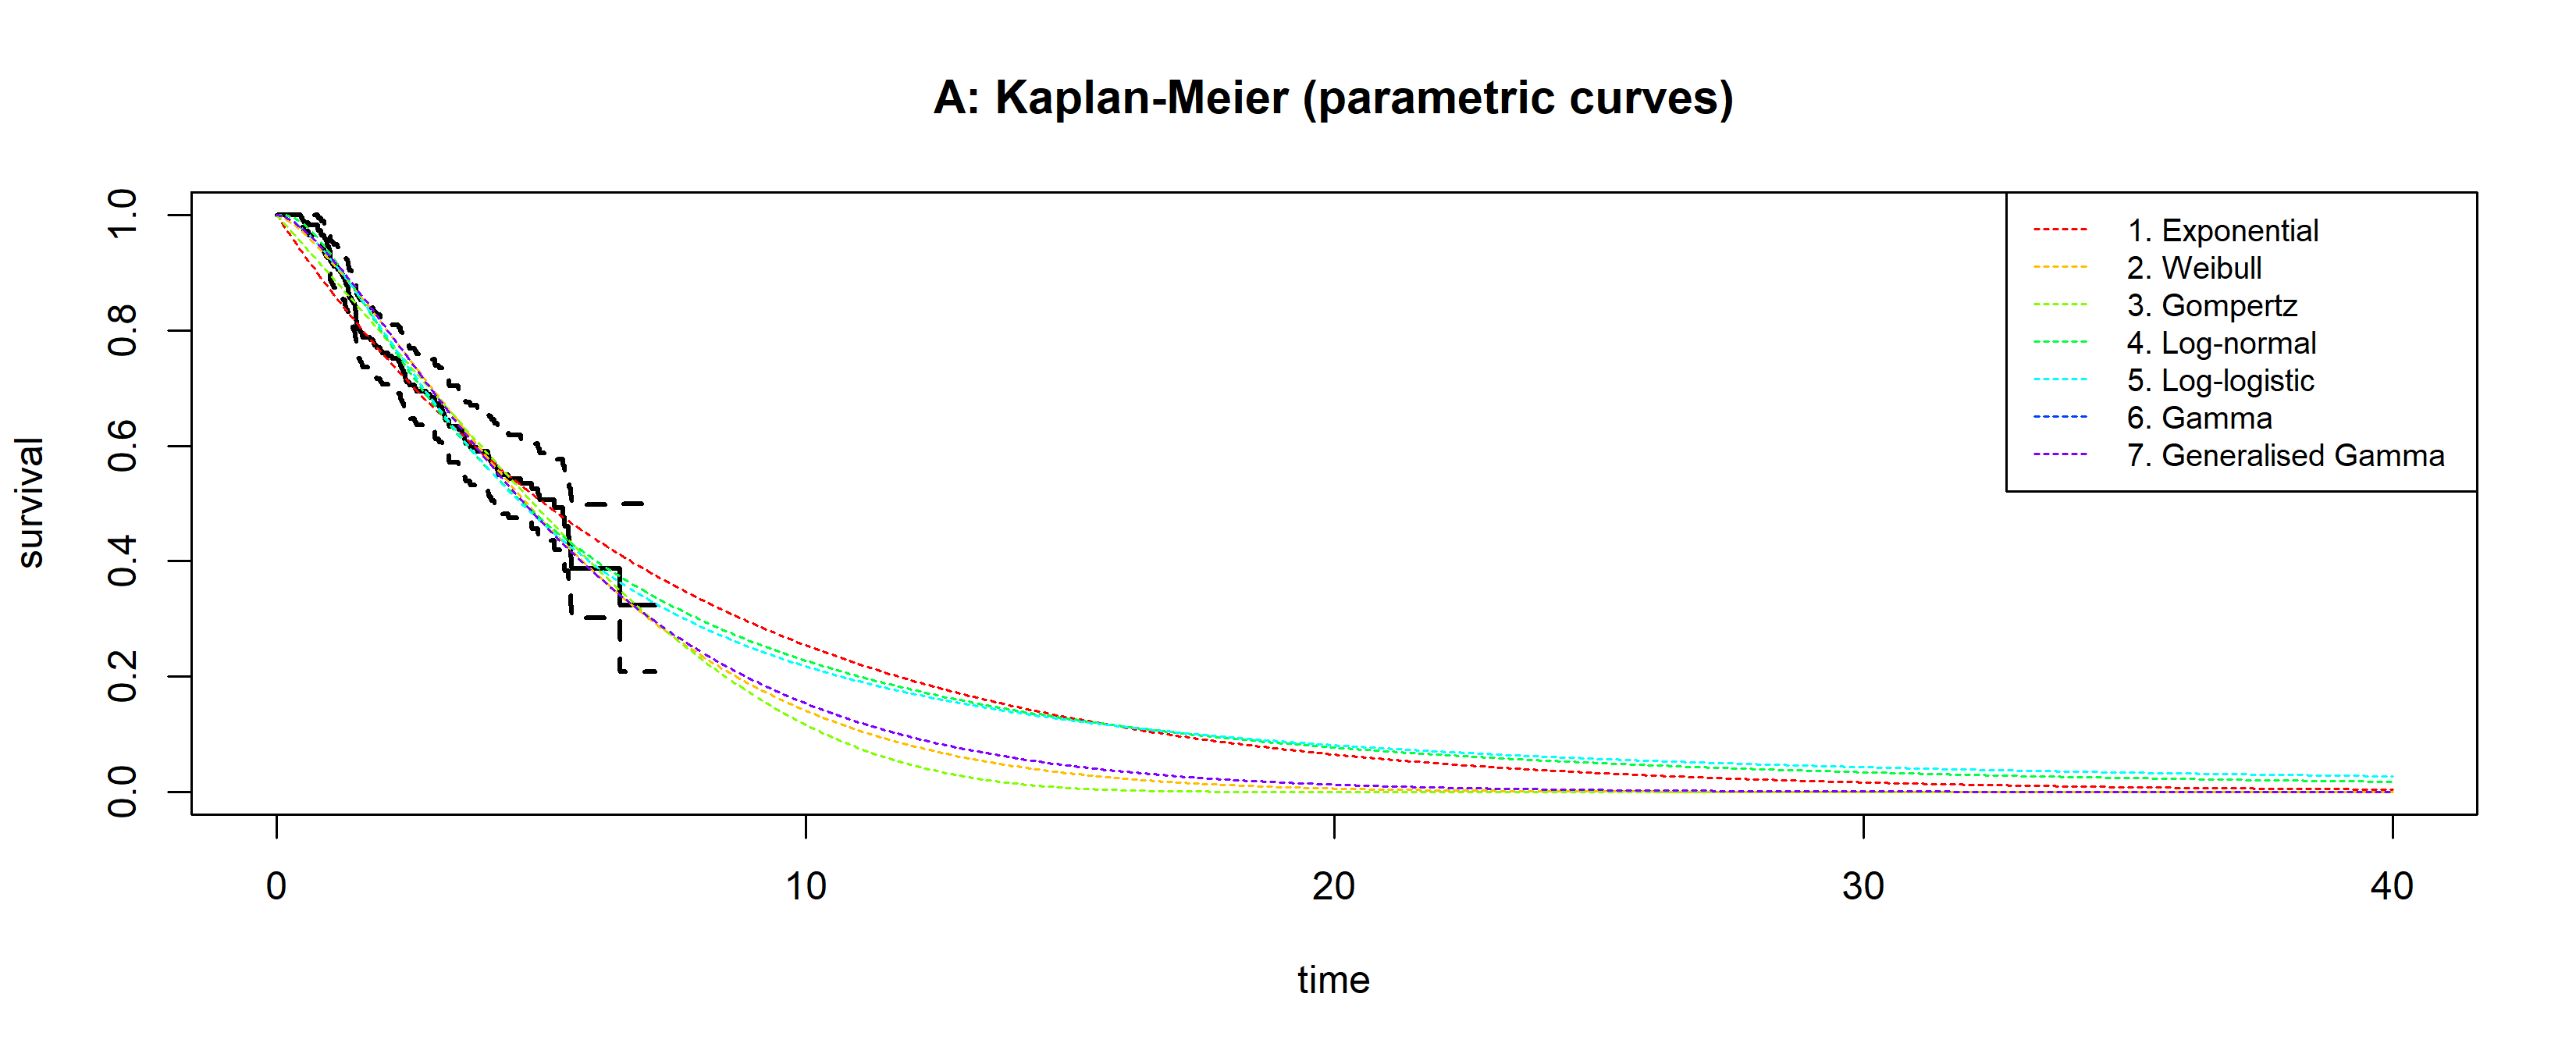 A: Kaplan-Meier (parametric curves)
survival
1.0
0.8
0.6
0.4
0.2
0.0
1. Exponential
2. Weibull
3. Gompertz
4. Log-normal
5. Log-logistic
6. Gamma
7. Generalised Gamma
0 10 20 30 40
time